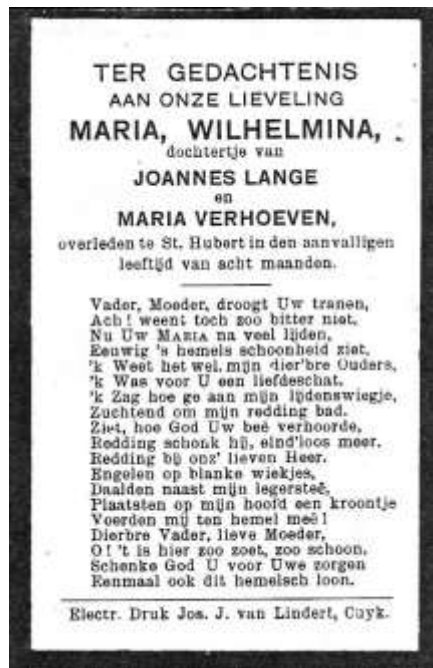 TER GEDACHTENIS
AAN ONZE LIEVELING
MARIA, WILHELMINA,
dochtertje van
JOANNES LANGE
en
MARIA VERHOEVEN,
overleden te St. Hubert in den aanvalligen
leeftijd van acht maanden.
Vader, Moeder, droogt Uw tranen,
Ach! weent toch zoo bitter niet,
Nu Uw MARIA na veel lijden,
Eeuwig 's hemels schoonheid ziet,
'k Weet het wel, mijn dier'bre Ouders,
'k Was voor U een liefdeschat.
'k Zag hoe ge aan mijn lijdenswiegje,
Zuchtend om mijn redding bad.
Ziet, hoe God Uw beê verhoorde,
Redding schonk hij, eind'loos meer.
Redding bij onz' lieven Heer.
Engelen op blanke wiekjes,
Daalden naast mijn legersteê,
Plaatsten op mijn hoofd een kroontje
Voerden mij ten hemel meê!
Dierbre Vader, lieve Moeder,
O! 't is hier zoo zoet, zoo schoon,
Schenke God U voor Uwe zorgen
Eenmaal ook dit hemelsch loon.
Electr. Druk Jos. J. van Lindert, Cuyk.